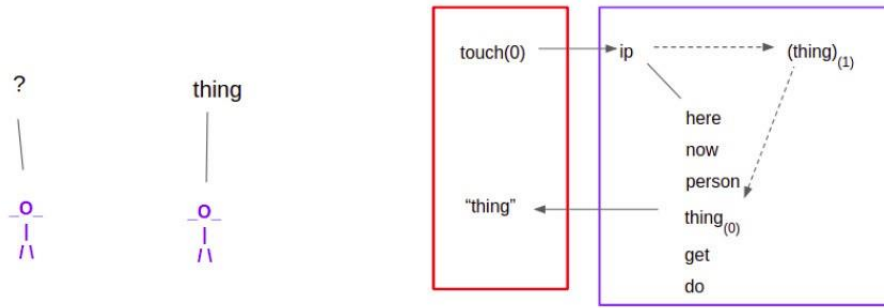 ?
thing
touch(0)
ip
(thing)(1)
here
now
person
thing(0)
get
do
“thing”